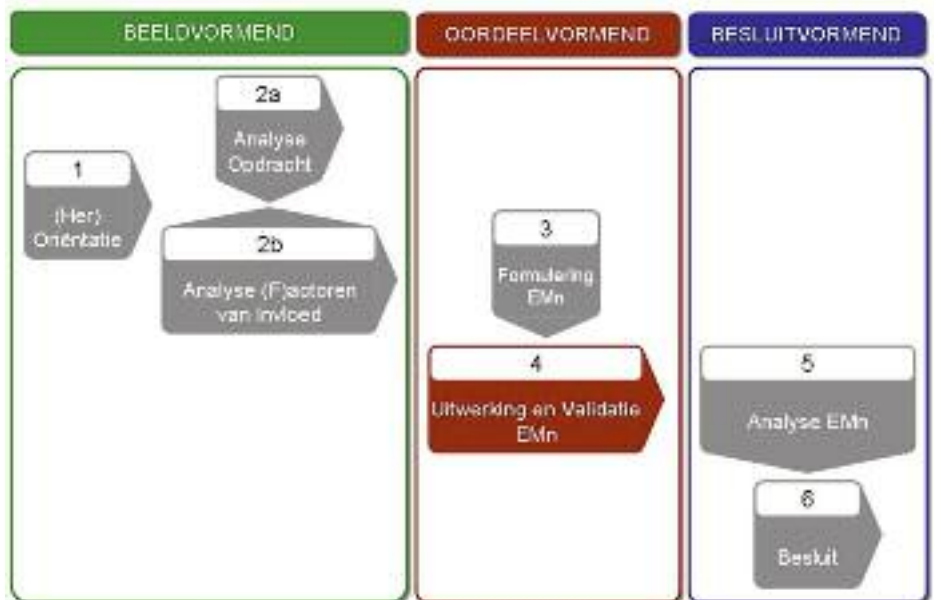 BEELDVORMEND
OORDEELVORMEND
BESLUITVORMEND
1
(Her)
Oriëntatie
2a
Analyse
Opdracht
2b
Analyse (F)actoren
van Invloed
3
Formulering
EMn
4
Uitwerking en Validatie
EMn
5
Analyse EMn
6
Besluit